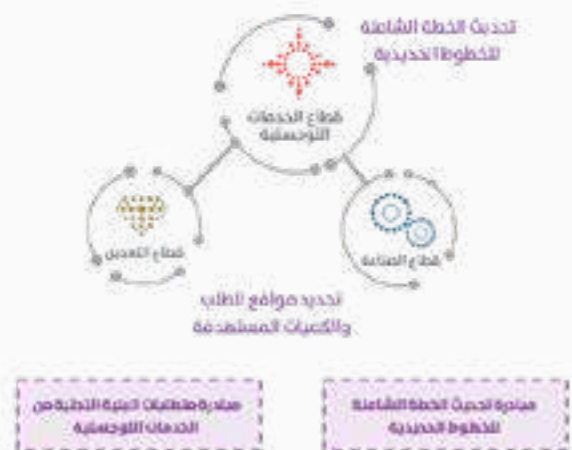 تحديث الخطة الشاملة
للخطوط الحديدية
قطاع الخدمات
اللوجستية
قطاع التعدين
قطاع الصناعة
تحديد مواقع الطلب
والكميات المستهدفة
مبادرة تحديث الخطة الشاملة
للخطوط الحديدية
مبادرة متطلبات البنية التحتية من
الخدمات اللوجستية